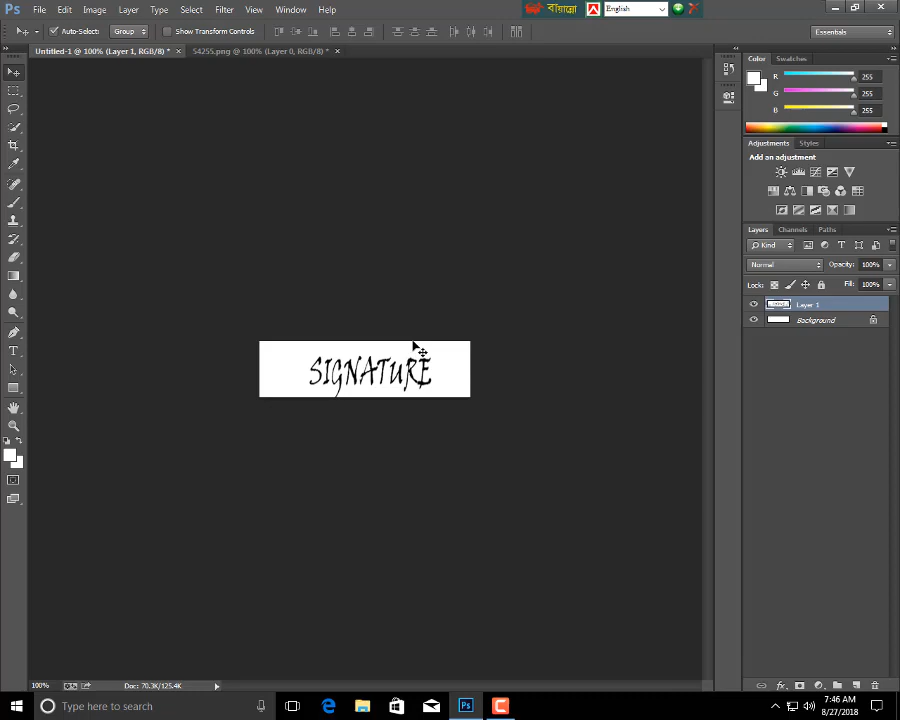 Ps File Edit Image Layer Type Select Filter View Window Help বায়ান্নো A English
Auto-Select: Group Show Transform Controls Essentials
Untitled-1 @ 100% (Layer 1, RGB/8) * × 54255.png @ 100% (Layer 0, RGB/8) * ×
Color Swatches
R 255
G 255
B 255
Adjustments Styles
Add an adjustment
Layers Channels Paths
Kind
Normal Opacity: 100%
Lock: Fill: 100%
Layer 1
Background
SIGNATURE
100% Doc: 70.3K/125.4K
Type here to search
7:46 AM
8/27/2018